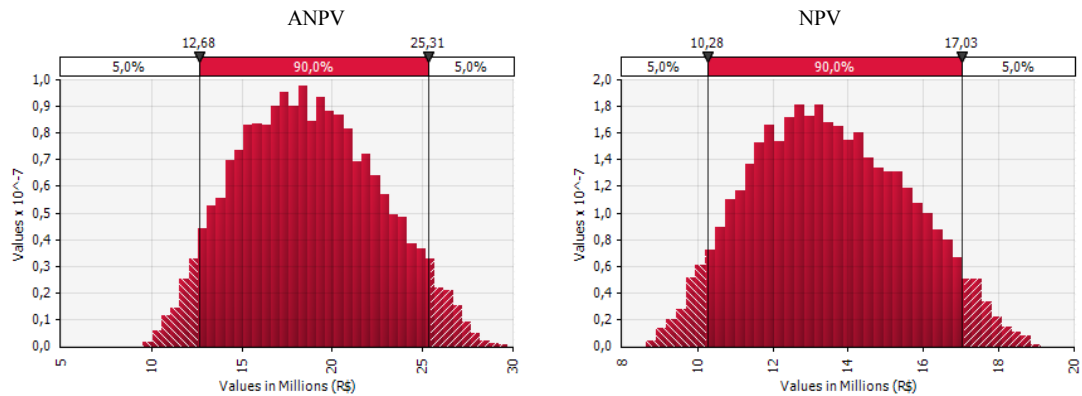 ANPV
12,68 25,31
5,0% 90,0% 5,0%
1,0
0,9
0,8
0,7
0,6
0,5
0,4
0,3
0,2
0,1
0,0
Values x 10^-7
5 10 15 20 25 30
Values in Millions (R$)
NPV
10,28 17,03
5,0% 90,0% 5,0%
2,0
1,8
1,6
1,4
1,2
1,0
0,8
0,6
0,4
0,2
0,0
Values x 10^-7
8 10 12 14 16 18 20
Values in Millions (R$)